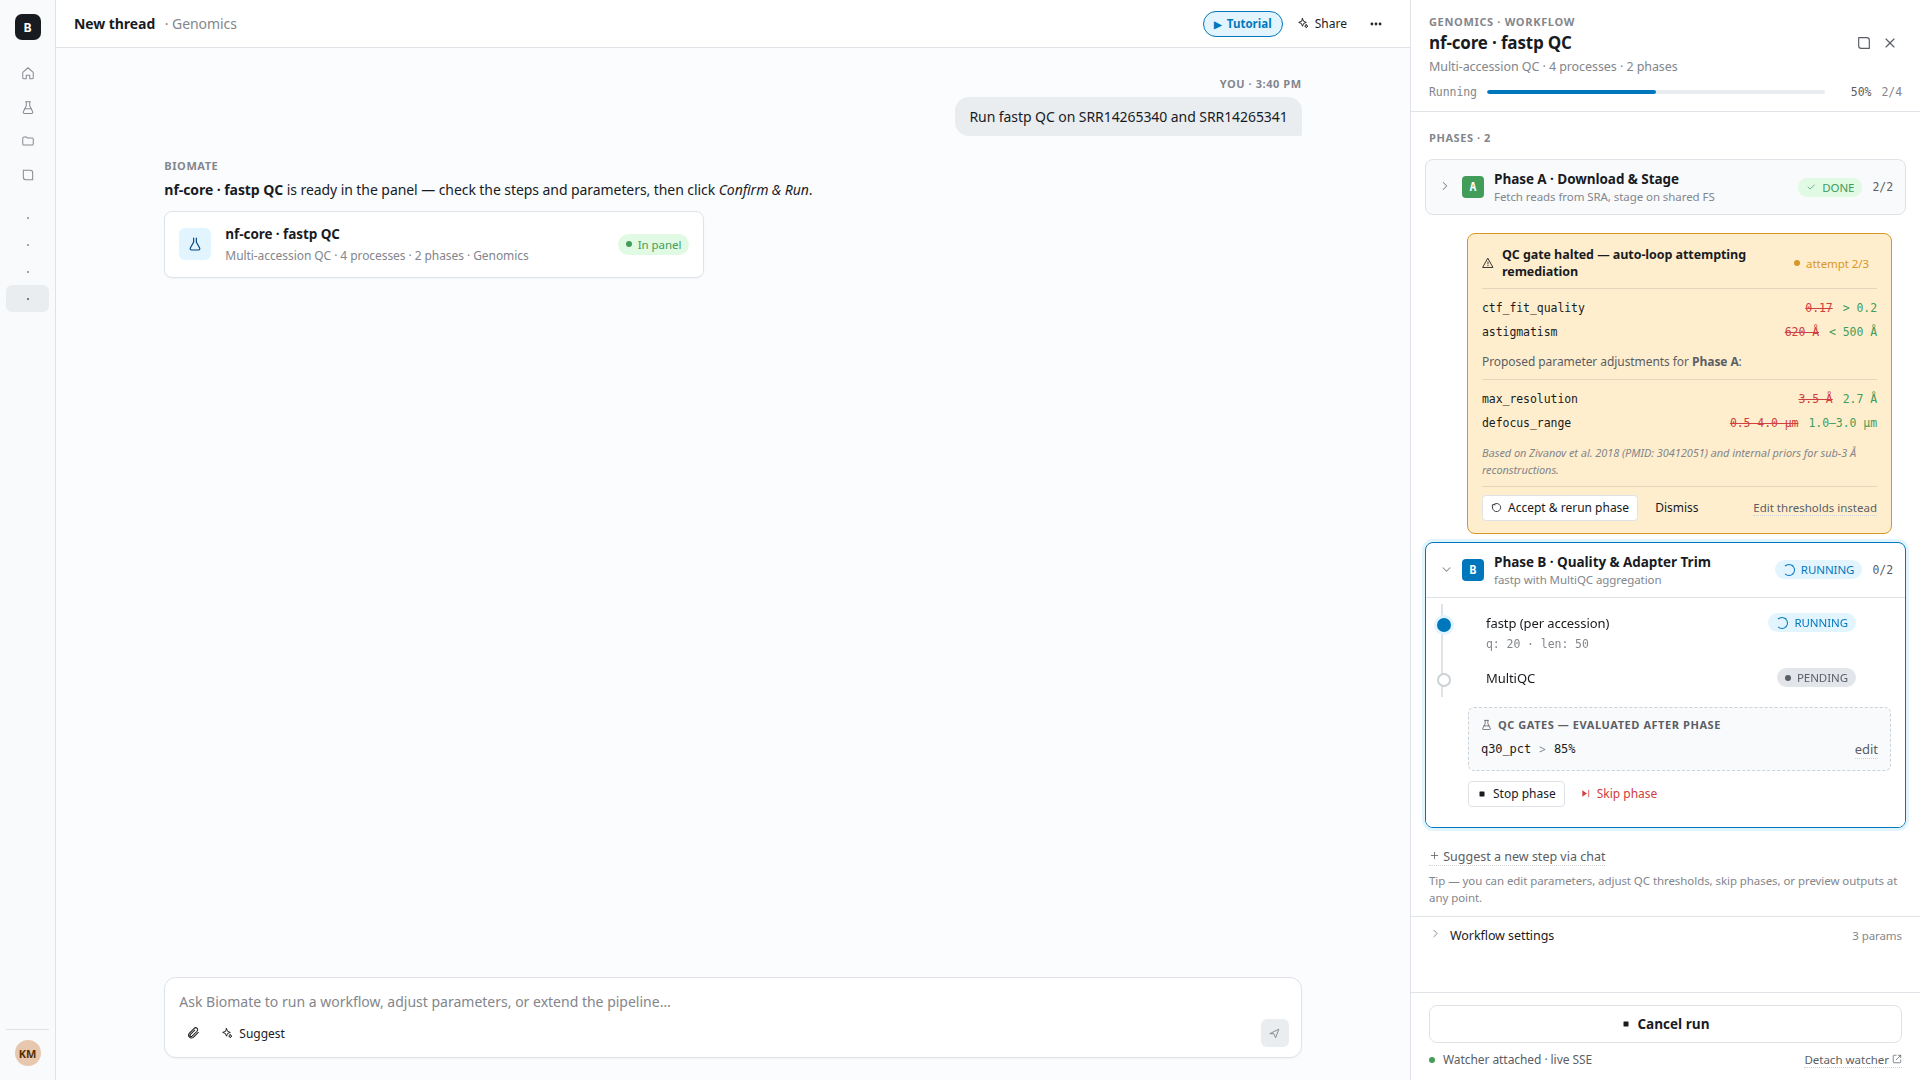 B
New thread · Genomics
Tutorial
Share
YOU · 3:40 PM
Run fastp QC on SRR14265340 and SRR14265341
BIOMATE
nf-core · fastp QC is ready in the panel — check the steps and parameters, then click Confirm & Run.
nf-core · fastp QC
Multi-accession QC · 4 processes · 2 phases · Genomics
In panel
Ask Biomate to run a workflow, adjust parameters, or extend the pipeline...
Suggest
KM
GENOMICS · WORKFLOW
nf-core · fastp QC
Multi-accession QC · 4 processes · 2 phases
Running 50% 2/4
PHASES · 2
A
Phase A · Download & Stage
Fetch reads from SRA, stage on shared FS
DONE 2/2
QC gate halted — auto-loop attempting
remediation
attempt 2/3
ctf_fit_quality 0.17 > 0.2
astigmatism 620 Å < 500 Å
Proposed parameter adjustments for Phase A:
max_resolution 3.5 Å 2.7 Å
defocus_range 0.5–4.0 µm 1.0–3.0 µm
Based on Zivanov et al. 2018 (PMID: 30412051) and internal priors for sub-3 Å
reconstructions.
Accept & rerun phase Dismiss Edit thresholds instead
B
Phase B · Quality & Adapter Trim
fastp with MultiQC aggregation
RUNNING 0/2
fastp (per accession) RUNNING
q: 20 · len: 50
MultiQC PENDING
QC GATES — EVALUATED AFTER PHASE
q30_pct > 85% edit
Stop phase Skip phase
+ Suggest a new step via chat
Tip — you can edit parameters, adjust QC thresholds, skip phases, or preview outputs at
any point.
Workflow settings 3 params
Cancel run
Watcher attached · live SSE Detach watcher